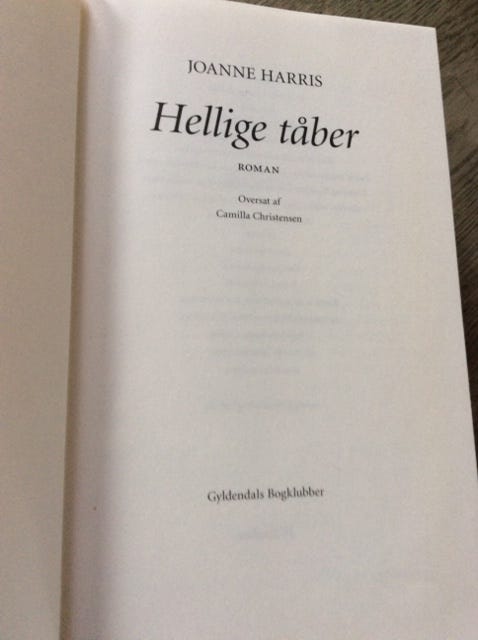 JOANNE HARRIS
Hellige tåber
ROMAN
Oversat af
Camilla Christensen
Gyldendals Bogklubber